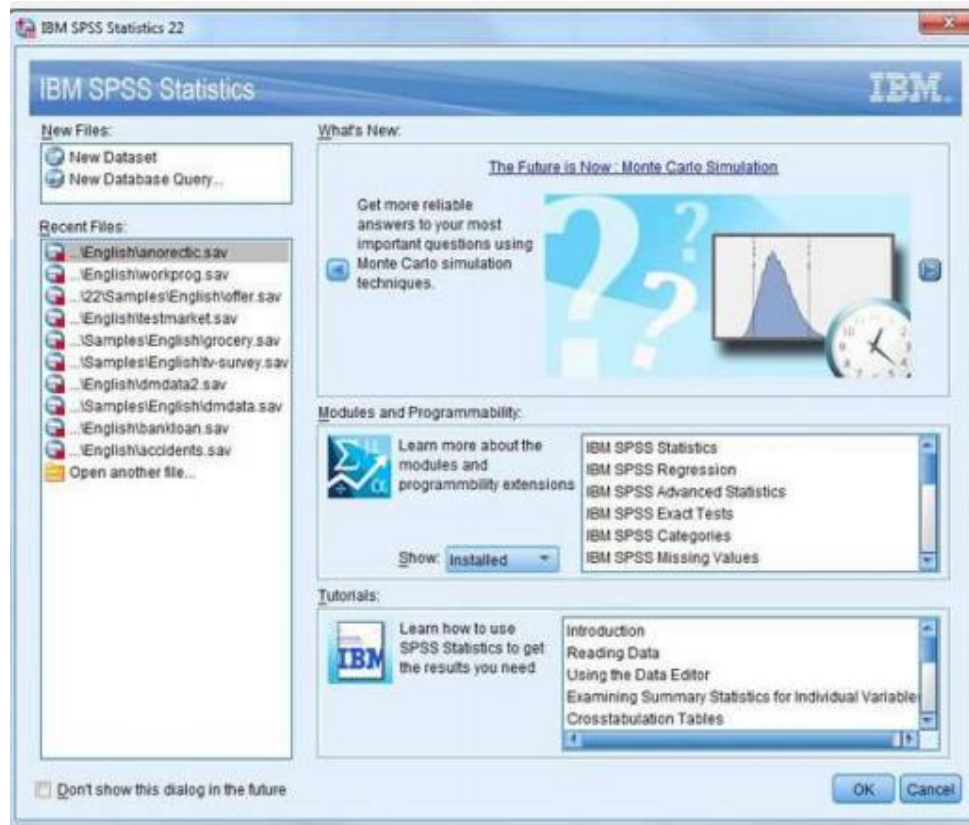 IBM SPSS Statistics 22
IBM SPSS Statistics
IBM.
New Files:
New Dataset
New Database Query...
Recent Files:
...\English\anorectic.sav
...\English\workprog.sav
...\22\Samples\English\offer.sav
...\English\testmarket.sav
...\Samples\English\grocery.sav
...\Samples\English\tv-survey.sav
...\English\dmdata2.sav
...\Samples\English\dmdata.sav
...\English\bankloan.sav
...\English\accidents.sav
Open another file...
What's New:
The Future is Now : Monte Carlo Simulation
Get more reliable
answers to your most
important questions using
Monte Carlo simulation
techniques.
Modules and Programmability:
Learn more about the
modules and
programmbility extensions
Show: Installed
IBM SPSS Statistics
IBM SPSS Regression
IBM SPSS Advanced Statistics
IBM SPSS Exact Tests
IBM SPSS Categories
IBM SPSS Missing Values
Tutorials:
IBM
Learn how to use
SPSS Statistics to get
the results you need
Introduction
Reading Data
Using the Data Editor
Examining Summary Statistics for Individual Variable
Crosstabulation Tables
Don't show this dialog in the future
OK
Cancel